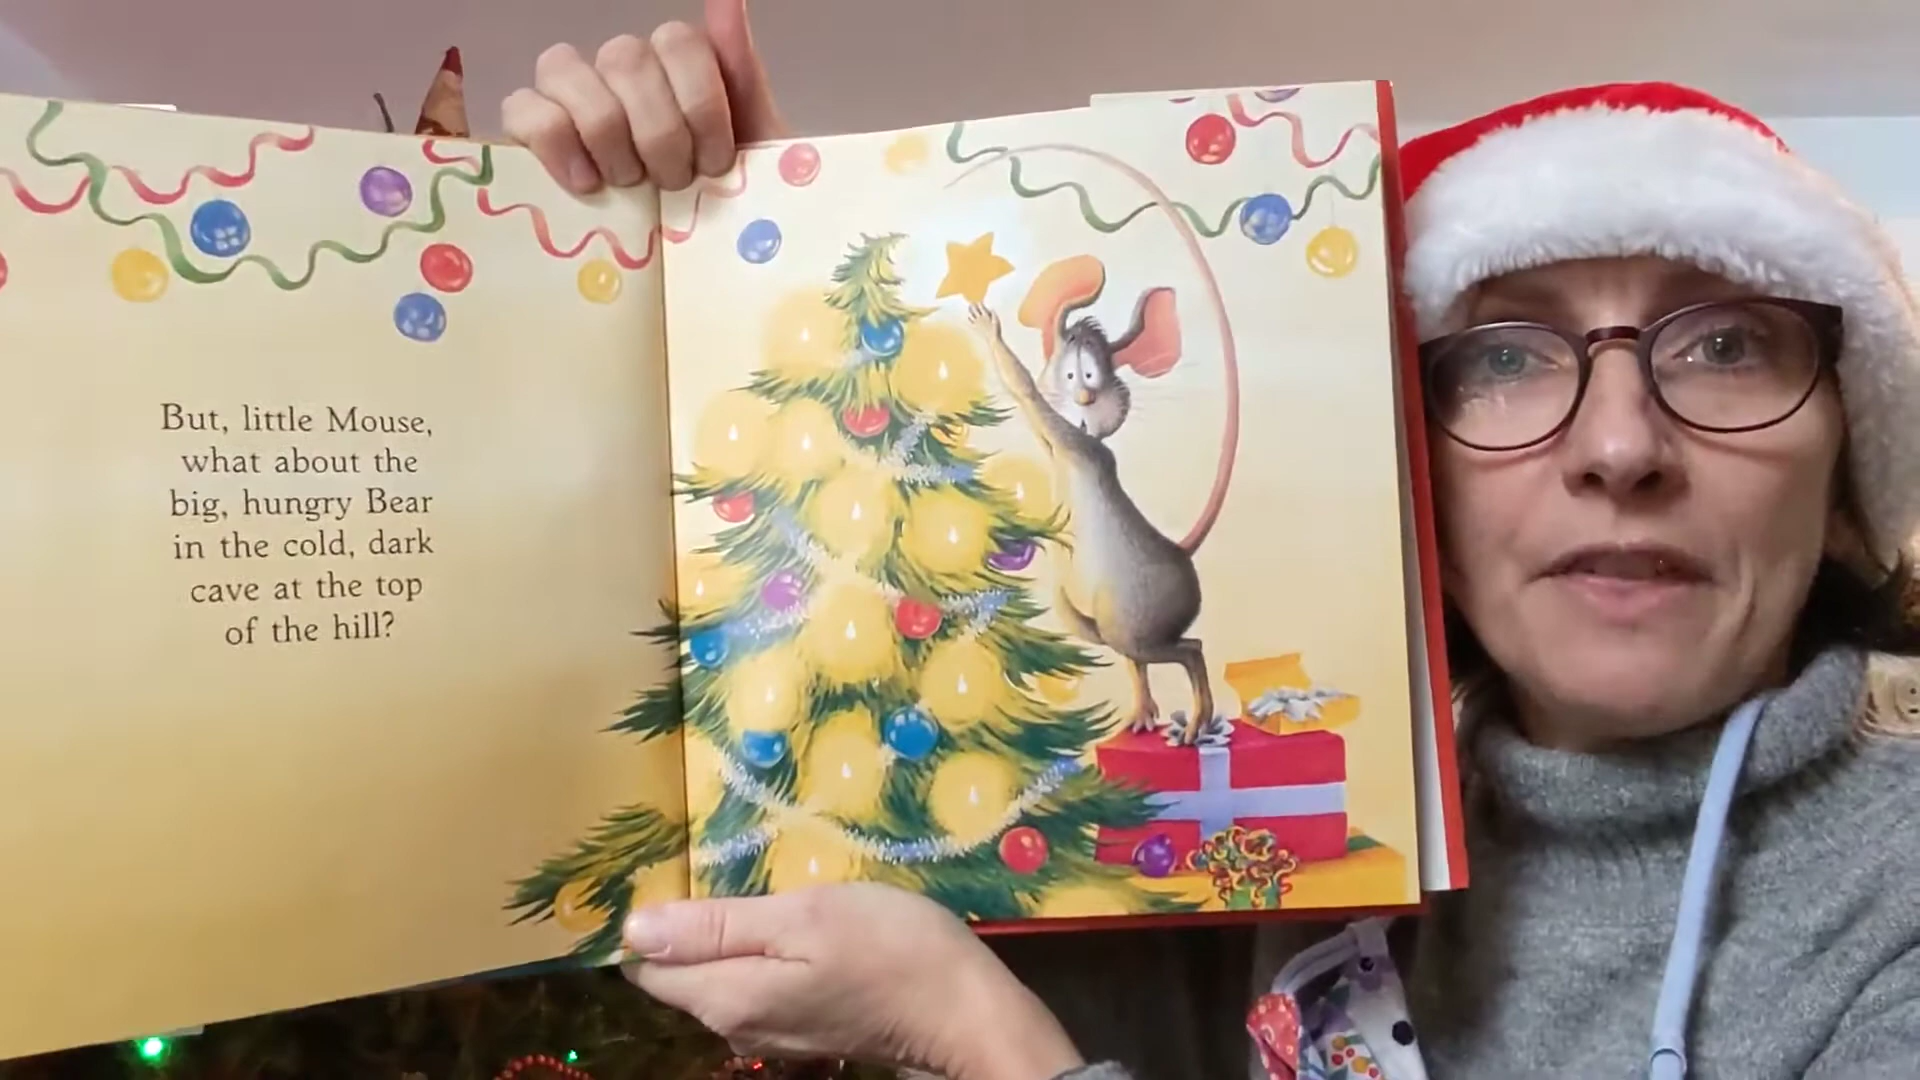 But, little Mouse,
what about the
big, hungry Bear
in the cold, dark
cave at the top
of the hill?